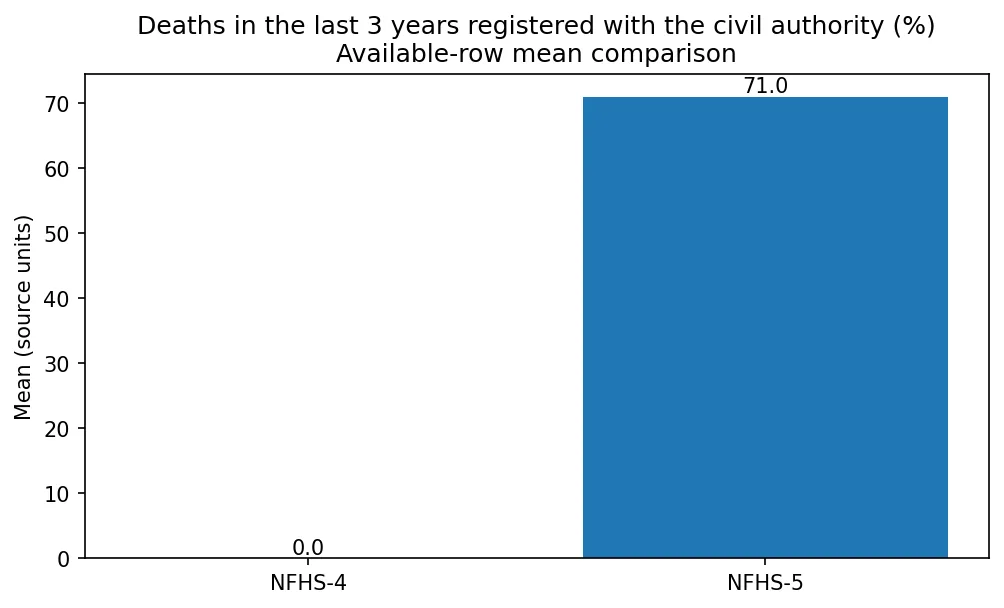 Deaths in the last 3 years registered with the civil authority (%)
Available-row mean comparison
Mean (source units)
70
60
50
40
30
20
10
0
0.0
71.0
NFHS-4
NFHS-5